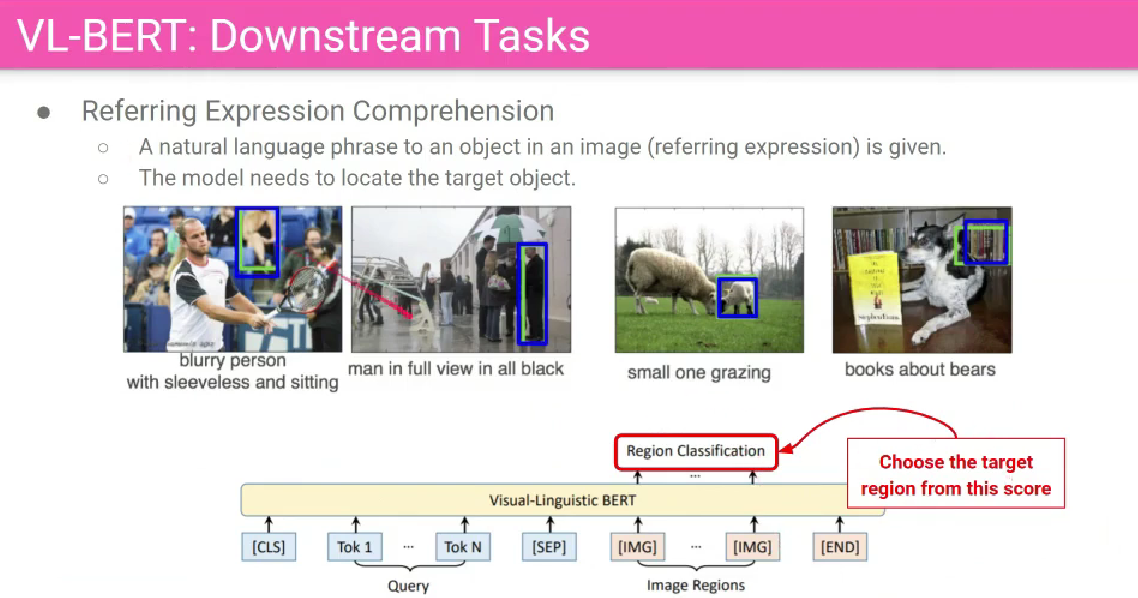 VL-BERT: Downstream Tasks
● Referring Expression Comprehension
○ A natural language phrase to an object in an image (referring expression) is given.
○ The model needs to locate the target object.
blurry person
with sleeveless and sitting
man in full view in all black
small one grazing
books about bears
Region Classification
...
Choose the target
region from this score
Visual-Linguistic BERT
[CLS] Tok 1 ... Tok N [SEP] [IMG] ... [IMG] [END]
Query
Image Regions